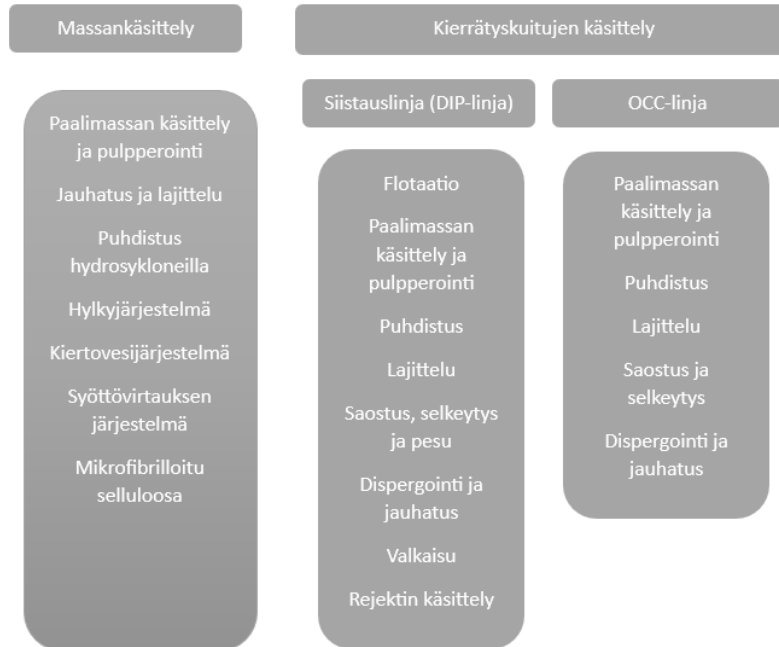 Massankäsittely
Kierrätyskuitujen käsittely
Paalimassan käsittely
ja pulpperointi
Jauhatus ja lajittelu
Puhdistus
hydrosykloneilla
Hylkyjärjestelmä
Kiertovesijärjestelmä
Syöttövirtauksen
järjestelmä
Mikrofibrilloitu
selluloosa
Siistauslinja (DIP-linja)
Flotaatio
Paalimassan
käsittely ja
pulpperointi
Puhdistus
Lajittelu
Saostus, selkeytys
ja pesu
Dispergointi ja
jauhatus
Valkaisu
Rejektin käsittely
OCC-linja
Paalimassan
käsittely ja
pulpperointi
Puhdistus
Lajittelu
Saostus ja
selkeytys
Dispergointi ja
jauhatus